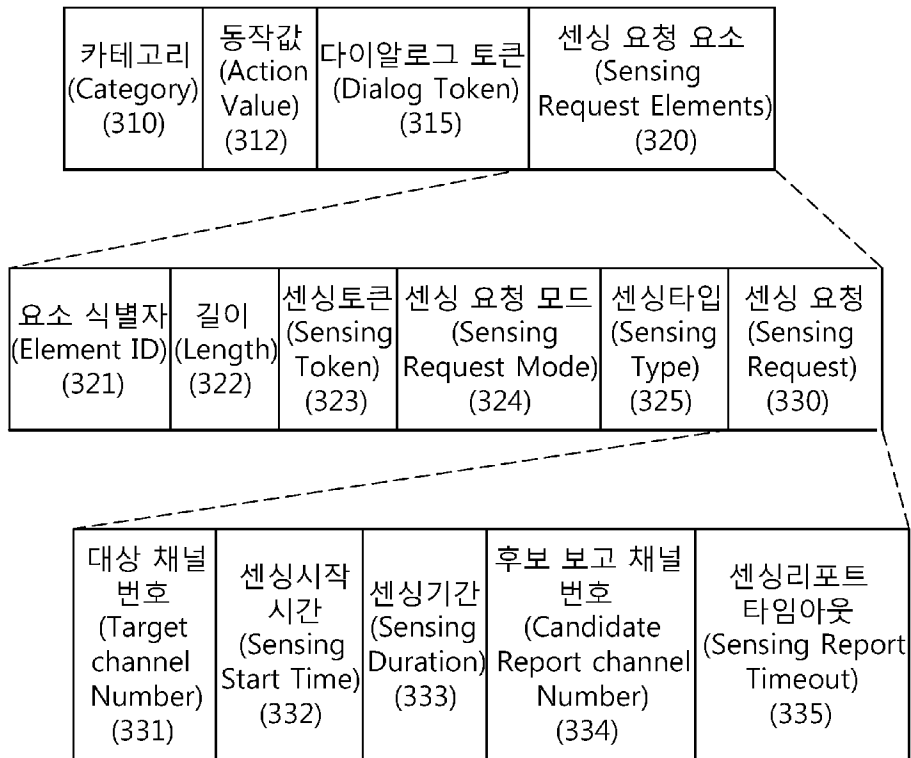 카테고리
(Category)
(310)
동작값
(Action
Value)
(312)
다이알로그 토큰
(Dialog Token)
(315)
센싱 요청 요소
(Sensing
Request Elements)
(320)
요소 식별자
(Element ID)
(321)
길이
(Length)
(322)
센싱토큰
(Sensing
Token)
(323)
센싱 요청 모드
(Sensing
Request Mode)
(324)
센싱타입
(Sensing
Type)
(325)
센싱 요청
(Sensing
Request)
(330)
대상 채널
번호
(Target
channel
Number)
(331)
센싱시작
시간
(Sensing
Start Time)
(332)
센싱기간
(Sensing
Duration)
(333)
후보 보고 채널
번호
(Candidate
Report channel
Number)
(334)
센싱리포트
타임아웃
(Sensing Report
Timeout)
(335)